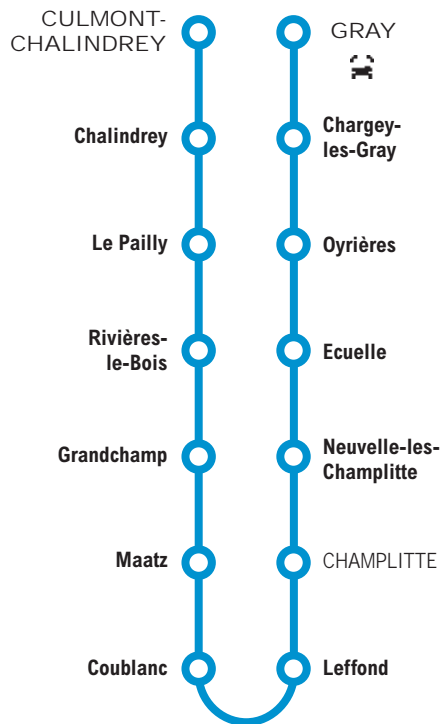 CULMONT-
CHALINDREY
Chalindrey
Le Pailly
Rivières-
le-Bois
Grandchamp
Maatz
Coublanc
GRAY
Chargey-
les-Gray
Oyrières
Ecuelle
Neuvelle-les-
Champlitte
CHAMPLITTE
Leffond